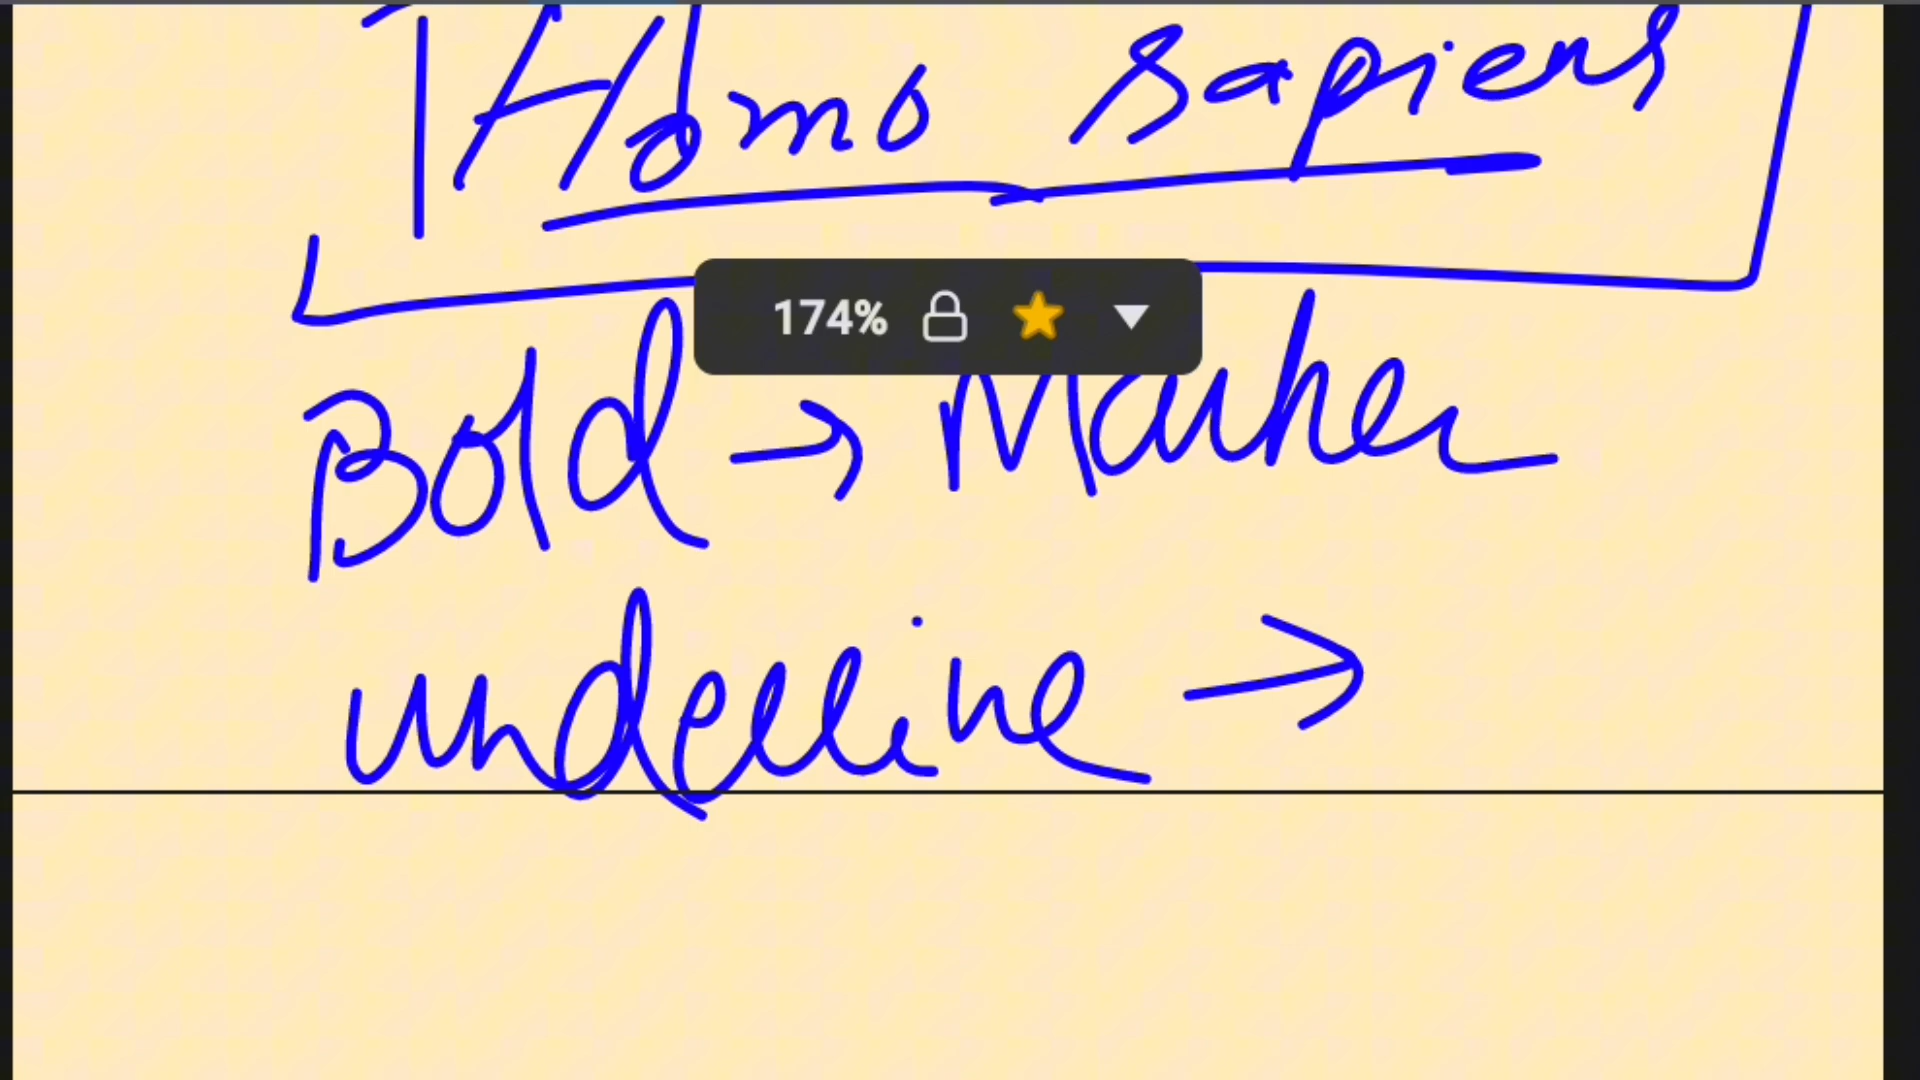 Homo sapiens
174%
Bold → Marker
underline →